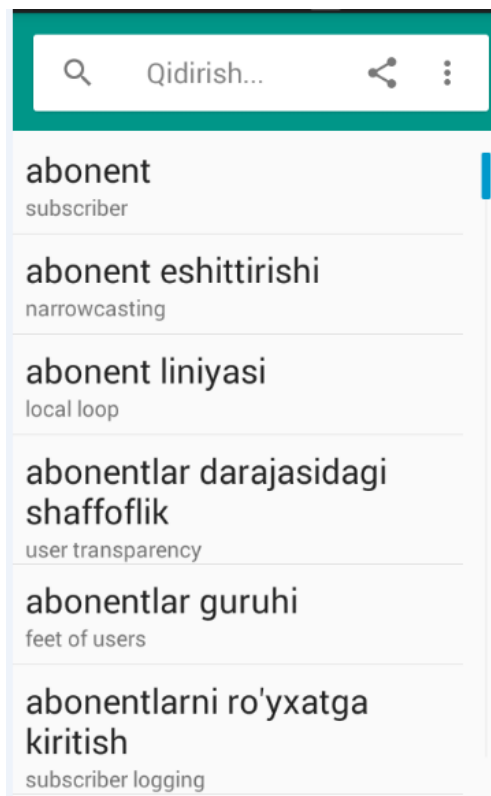 Qidirish...
abonent
subscriber
abonent eshittirishi
narrowcasting
abonent liniyasi
local loop
abonentlar darajasidagi
shaffoflik
user transparency
abonentlar guruhi
feet of users
abonentlarni ro'yxatga
kiritish
subscriber logging